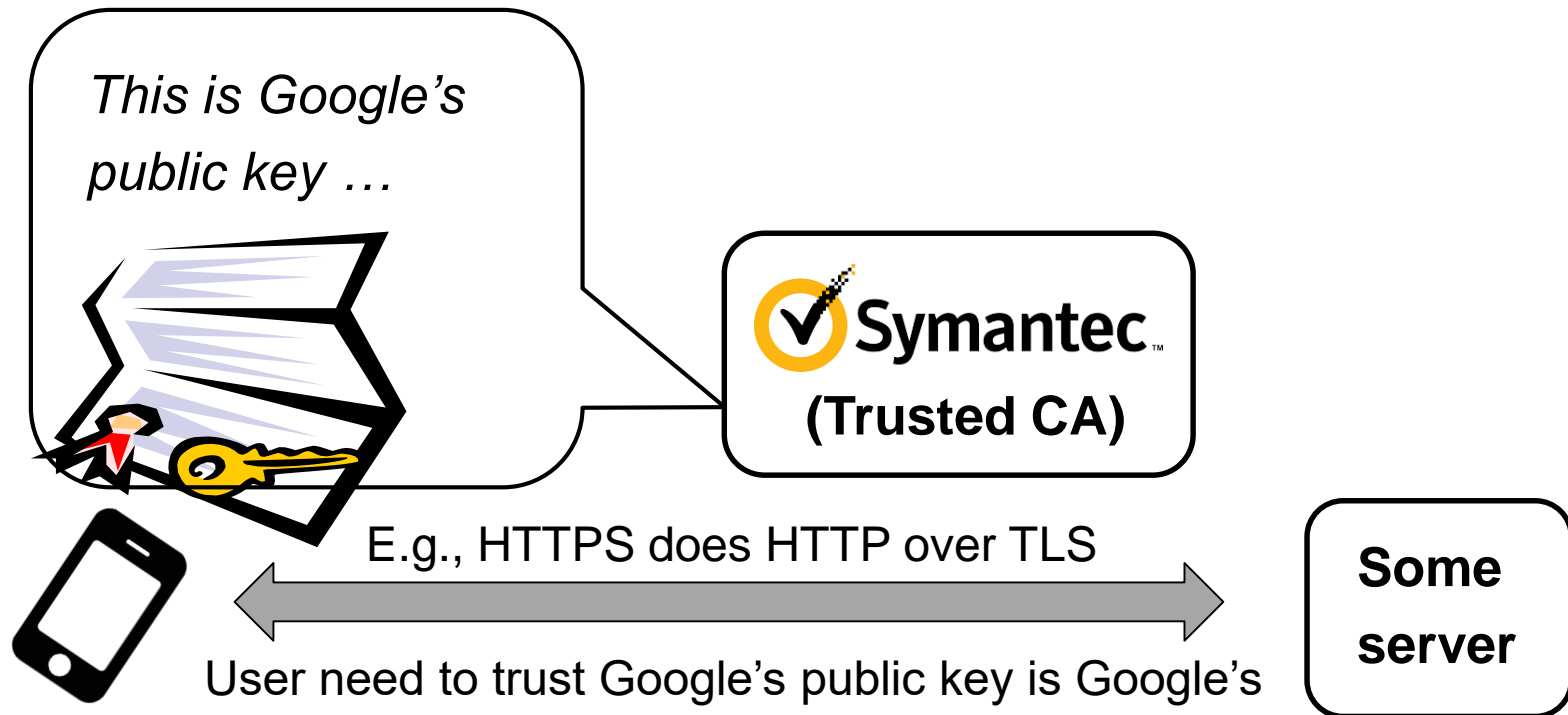 This is Google’s
public key …
Symantec™
(Trusted CA)
E.g., HTTPS does HTTP over TLS
Some
server
User need to trust Google’s public key is Google’s